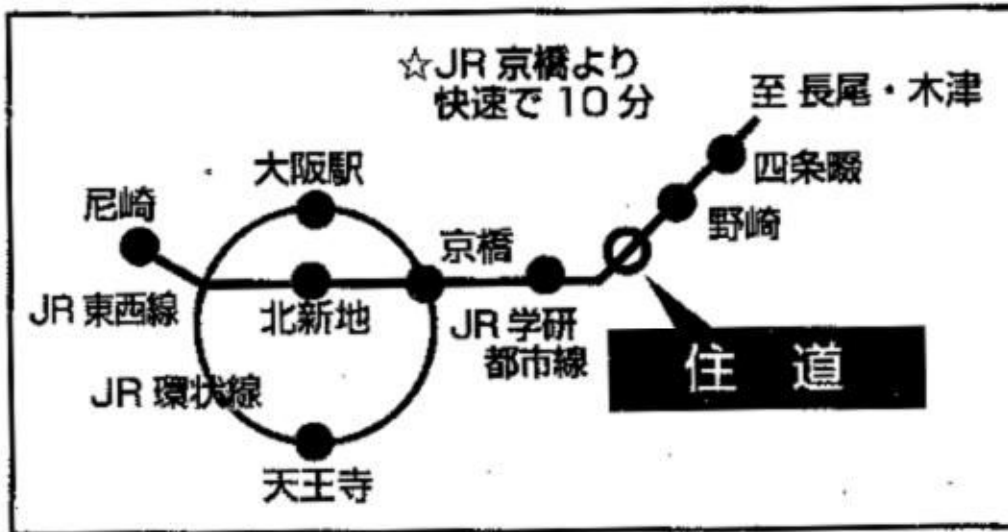 ☆JR 京橋より
快速で 10 分
至 長尾・木津
大阪駅
四条畷
尼崎
野崎
京橋
JR 東西線
北新地
JR 学研
都市線
住 道
JR 環状線
天王寺